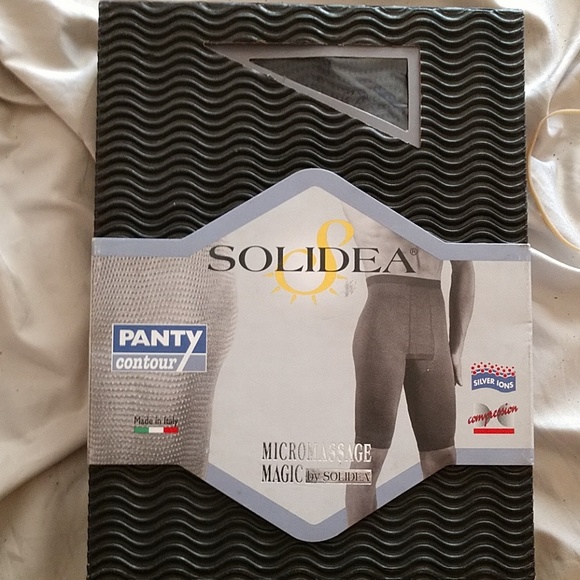 SOLIDEA®
PANTY
contour
SILVER IONS
compression
Made in Italy
MICROMASSAGE
MAGIC by SOLIDEA